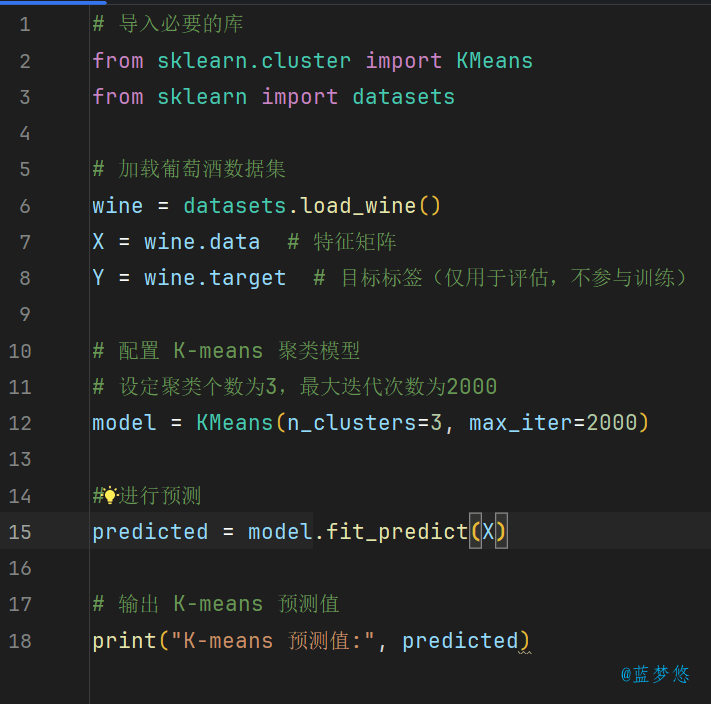 1 # 导入必要的库
2 from sklearn.cluster import KMeans
3 from sklearn import datasets
4
5 # 加载葡萄酒数据集
6 wine = datasets.load_wine()
7 X = wine.data  # 特征矩阵
8 Y = wine.target  # 目标标签（仅用于评估，不参与训练）
9
10 # 配置 K-means 聚类模型
11 # 设定聚类个数为3，最大迭代次数为2000
12 model = KMeans(n_clusters=3, max_iter=2000)
13
14 # 进行预测
15 predicted = model.fit_predict(X)
16
17 # 输出 K-means 预测值
18 print("K-means 预测值:", predicted)
@蓝梦悠